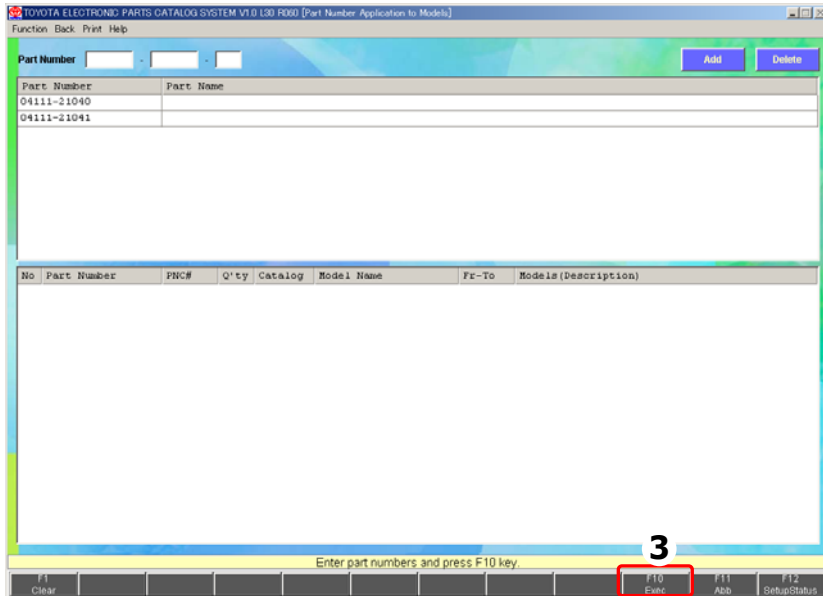 TOYOTA ELECTRONIC PARTS CATALOG SYSTEM V1.0 L30 R060 [Part Number Application to Models]
Function Back Print Help
Part Number - - Add Delete
Part Number Part Name
04111-21040
04111-21041
No Part Number PNC# Q'ty Catalog Model Name Fr-To Models(Description)
3
Enter part numbers and press F10 key.
F1 F10 F11 F12
Clear Exec Abb SetupStatus